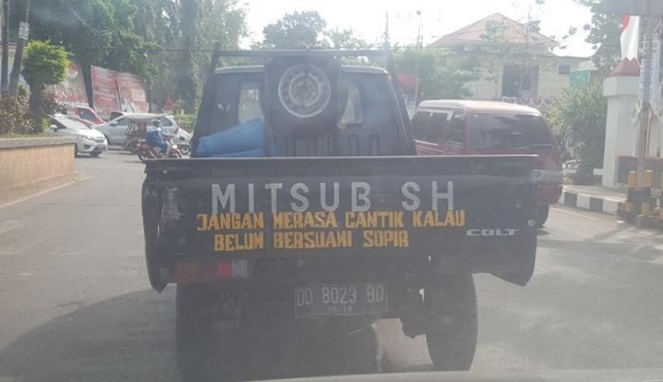 MITSUB SH
JANGAN MERASA CANTIK KALAU
BELUM BERSUAMI SOPIR
COLT
DD 8023 BD